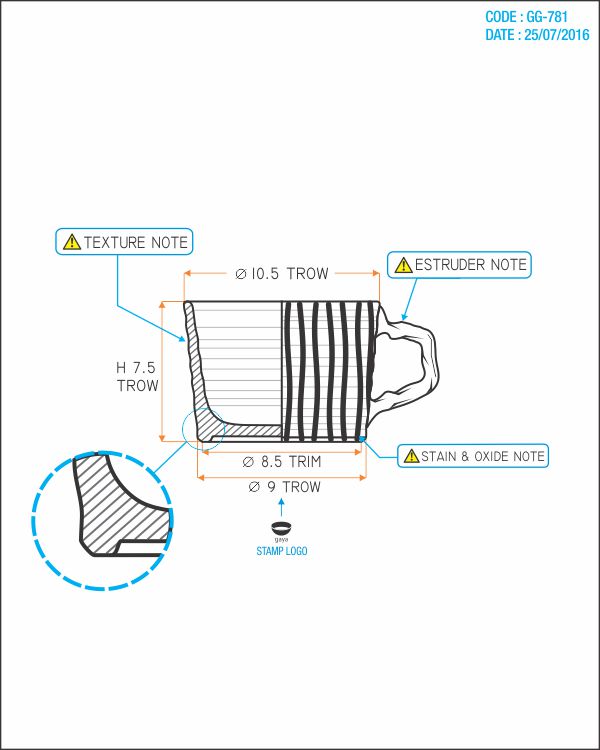 CODE : GG-781
DATE : 25/07/2016
TEXTURE NOTE
Ø 10.5 TROW
ESTRUDER NOTE
H 7.5
TROW
STAIN & OXIDE NOTE
Ø 8.5 TRIM
Ø 9 TROW
gaya
STAMP LOGO